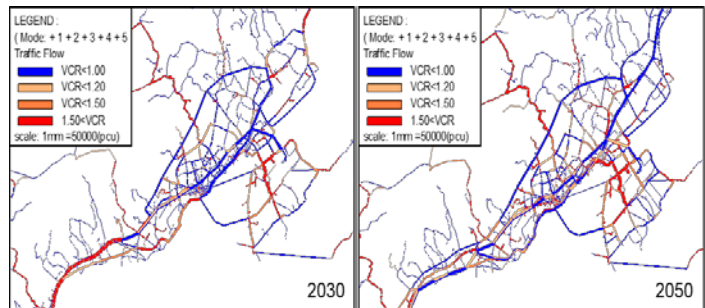 LEGEND :
( Mode: + 1 + 2 + 3 + 4 + 5
Traffic Flow
VCR<1.00
VCR<1.20
VCR<1.50
1.50<VCR
scale: 1mm =50000(pcu)
2030
LEGEND :
( Mode: + 1 + 2 + 3 + 4 + 5
Traffic Flow
VCR<1.00
VCR<1.20
VCR<1.50
1.50<VCR
scale: 1mm =50000(pcu)
2050